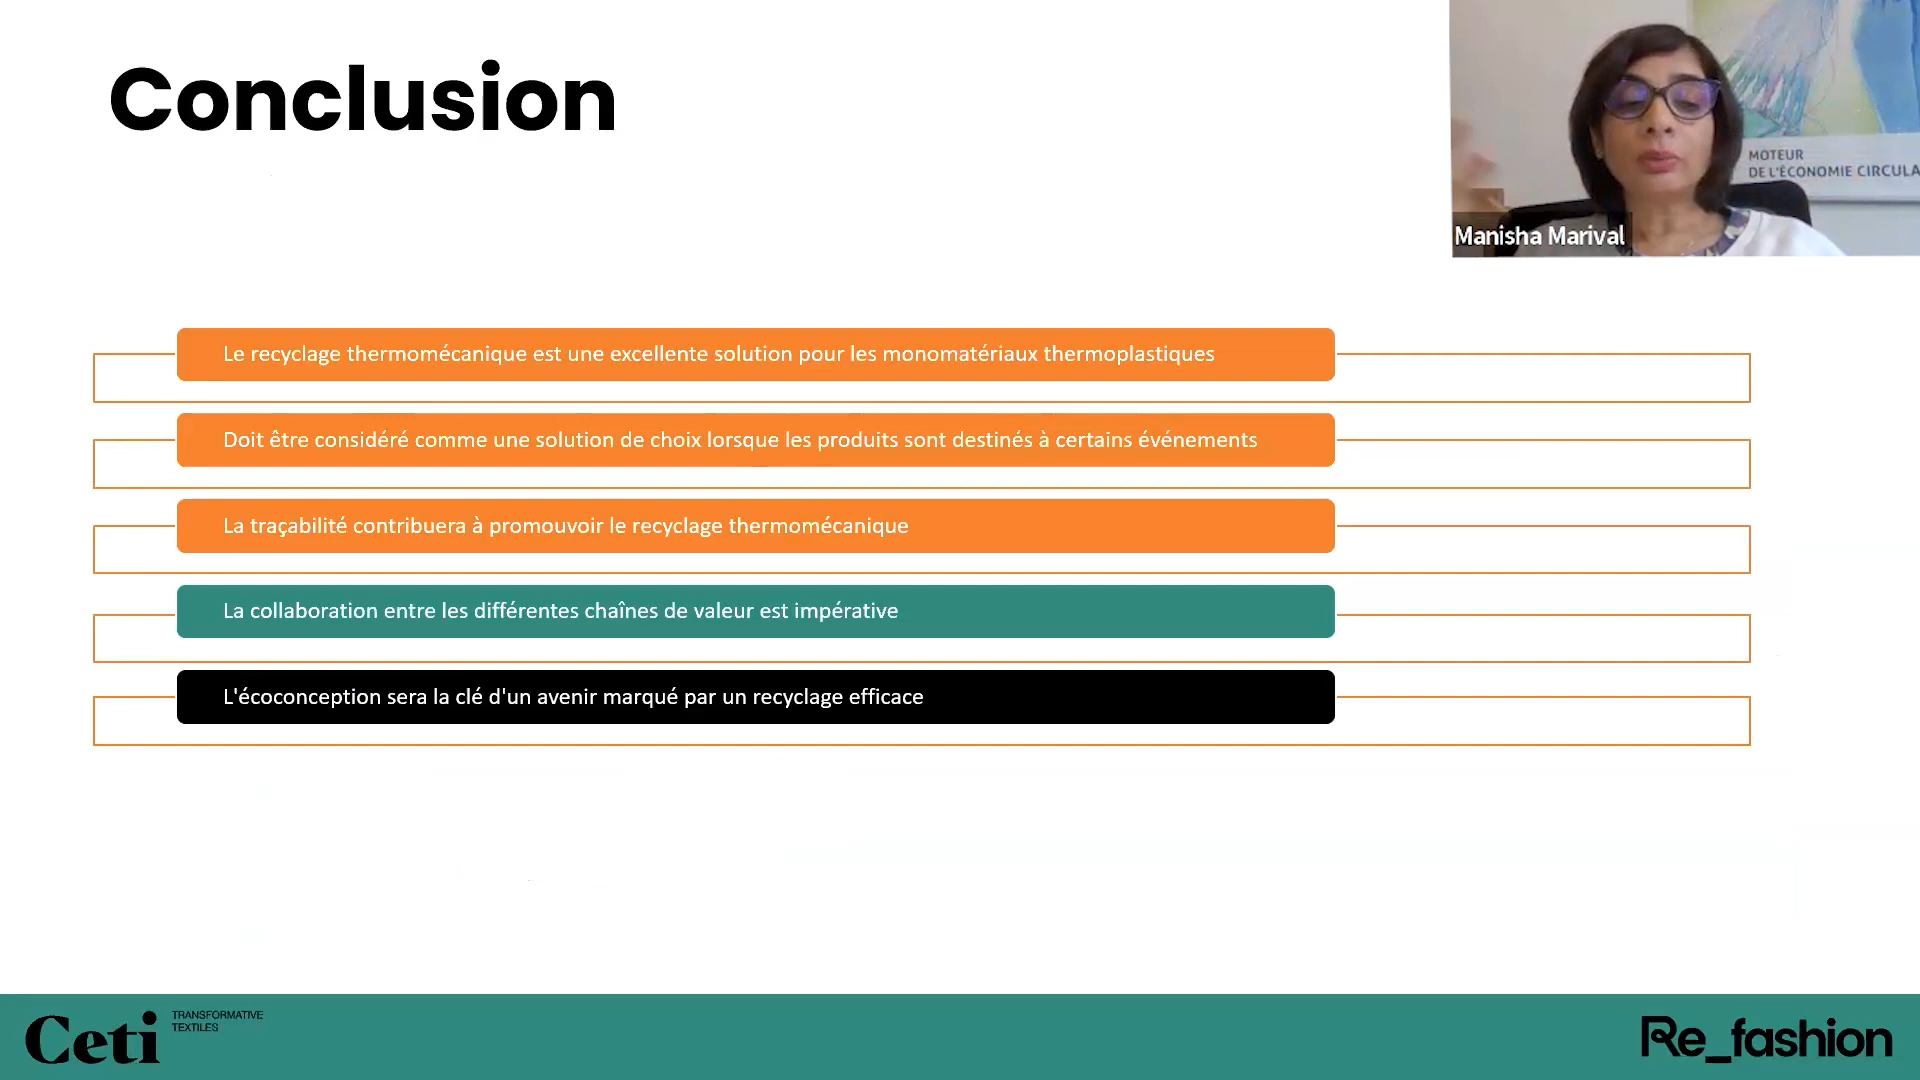 Conclusion
MOTEUR
DE L'ÉCONOMIE CIRCULA
Manisha Marival
Le recyclage thermomécanique est une excellente solution pour les monomatériaux thermoplastiques
Doit être considéré comme une solution de choix lorsque les produits sont destinés à certains événements
La traçabilité contribuera à promouvoir le recyclage thermomécanique
La collaboration entre les différentes chaînes de valeur est impérative
L'écoconception sera la clé d'un avenir marqué par un recyclage efficace
Ceti
TRANSFORMATIVE
TEXTILES
Re_fashion